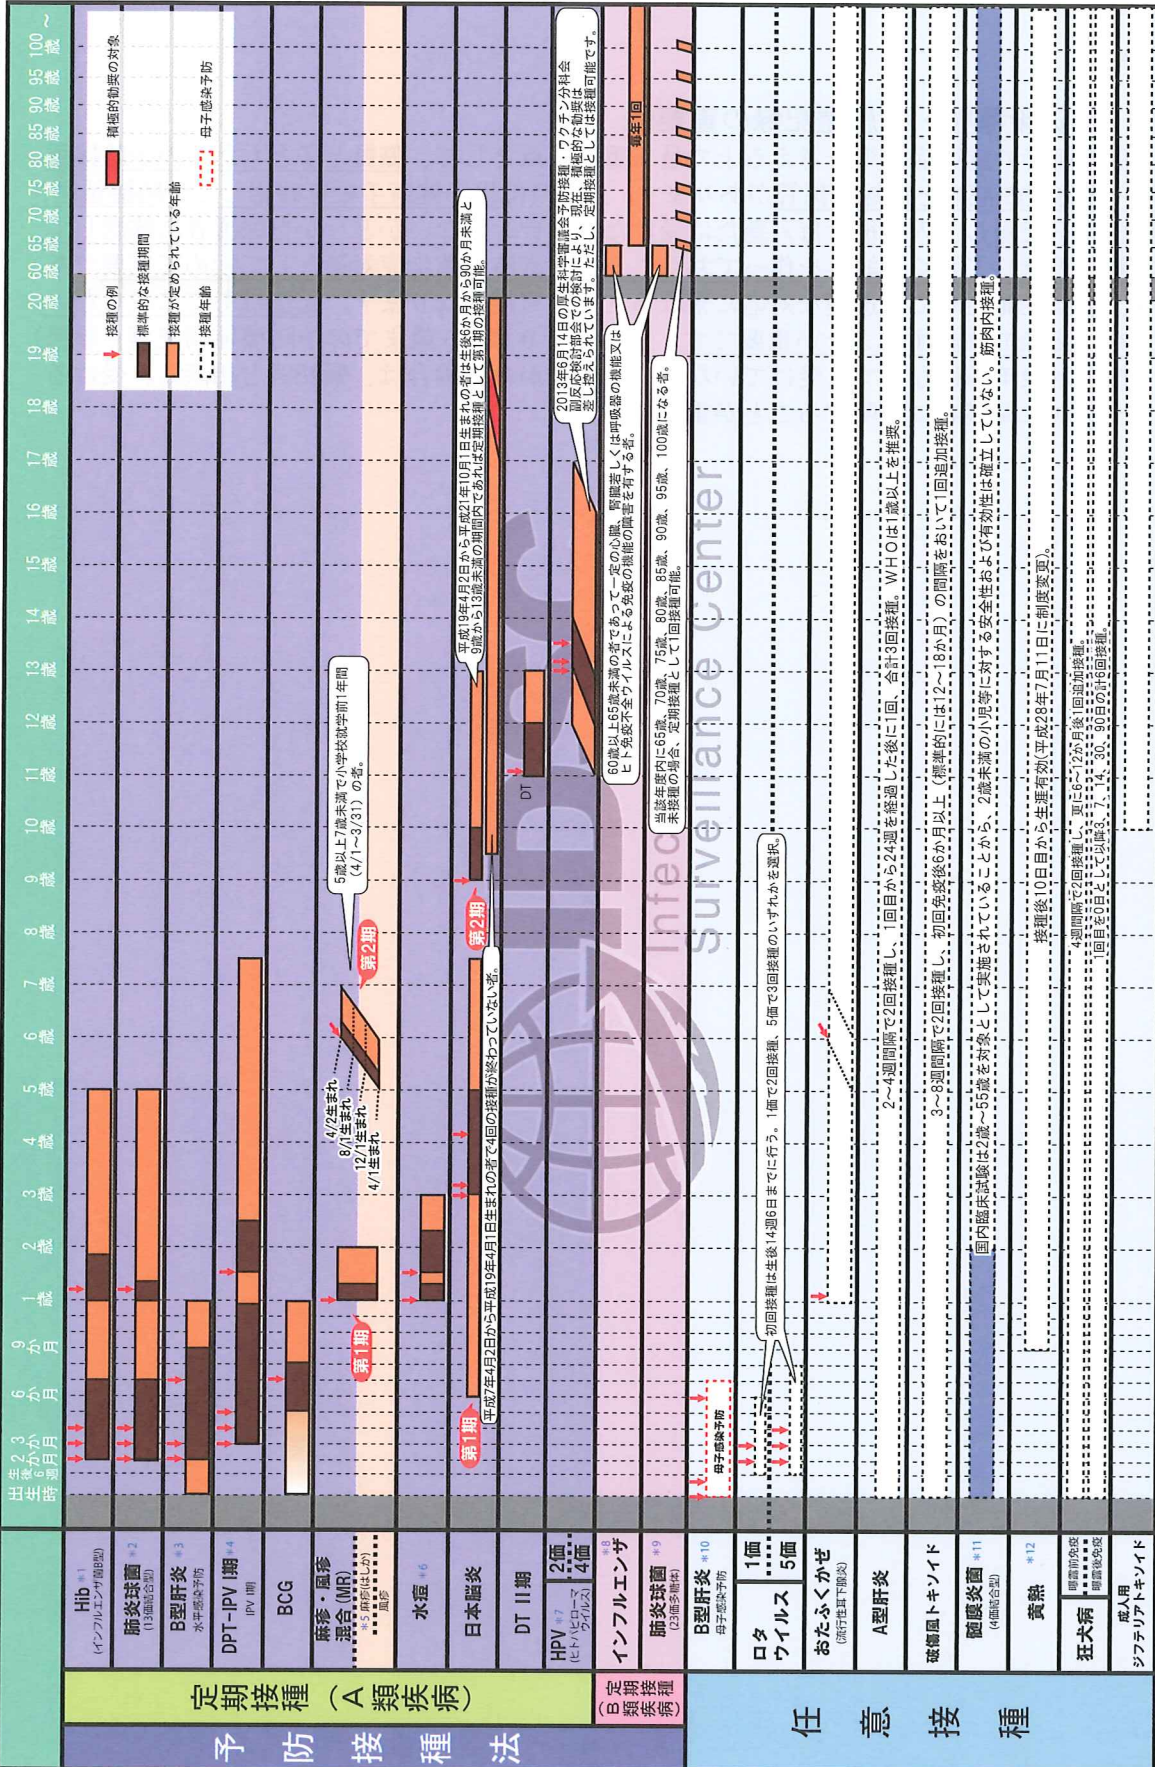 出生時
生後6週
2か月
3か月
6か月
9か月
1歳
2歳
3歳
4歳
5歳
6歳
7歳
8歳
9歳
10歳
11歳
12歳
13歳
14歳
15歳
16歳
17歳
18歳
19歳
20歳
60歳
65歳
70歳
75歳
80歳
85歳
90歳
95歳
100歳
~
接種の例
標準的な接種期間
接種が定められている年齢
接種年齢
積極的勧奨の対象
母子感染予防
予防接種法
定期接種(A類疾病)
Hib *1
(インフルエンザ菌B型)
肺炎球菌 *2
(13価結合型)
B型肝炎 *3
水平感染予防
DPT-IPV I期 *4
IPV I期
BCG
麻疹・風疹
混合(MR)
*5 麻疹(はしか)
風疹
第1期
第2期
4/2生まれ
8/1生まれ
12/1生まれ
4/1生まれ
5歳以上7歳未満で小学校就学前1年間
(4/1~3/31)の者。
水痘 *6
日本脳炎
第1期
第2期
平成19年4月2日から平成21年10月1日生まれの者は生後6か月から90か月未満と
9歳から13歳未満の期間内であれば定期接種として第1期の接種可能。
平成7年4月2日から平成19年4月1日生まれの者で4回の接種が終わっていない者。
DT II期
DT
HPV *7
(ヒトパピローマ
ウイルス)
2価
4価
2013年6月14日の厚生科学審議会予防接種・ワクチン分科会
副反応検討部会での検討により、現在、積極的な勧奨は
差し控えられています。ただし、定期接種としては接種可能です。
定期接種
(B類疾病)
インフルエンザ *8
毎年1回
60歳以上65歳未満の者であって一定の心臓、腎臓若しくは呼吸器の機能又は
ヒト免疫不全ウイルスによる免疫の機能の障害を有する者。
肺炎球菌 *9
(23価多糖体)
当該年度内に65歳、70歳、75歳、80歳、85歳、90歳、95歳、100歳になる者。
未接種の場合、定期接種として1回接種可能。
IDSC
Infec
Surveillance Center
任意接種
B型肝炎 *10
母子感染予防
母子感染予防
ロタ
ウイルス
1価
5価
初回接種は生後14週6日までに行う。1価で2回接種、5価で3回接種のいずれかを選択。
おたふくかぜ
(流行性耳下腺炎)
A型肝炎
2~4週間隔で2回接種し、1回目から24週を経過した後に1回、合計3回接種。WHOは1歳以上を推奨。
破傷風トキソイド
3~8週間隔で2回接種し、初回免疫後6か月以上(標準的には12~18か月)の間隔をおいて1回追加接種。
髄膜炎菌 *11
(4価結合型)
国内臨床試験は2歳~55歳を対象として実施されていることから、2歳未満の小児等に対する安全性および有効性は確立していない。筋肉内接種。
黄熱 *12
接種後10日目から生涯有効(平成28年7月11日に制度変更)。
狂犬病
曝露前免疫
曝露後免疫
4週間隔で2回接種し、更に6~12か月後1回追加接種。
1回目を0日として以降3、7、14、30、90日の計6回接種。
成人用
ジフテリアトキソイド